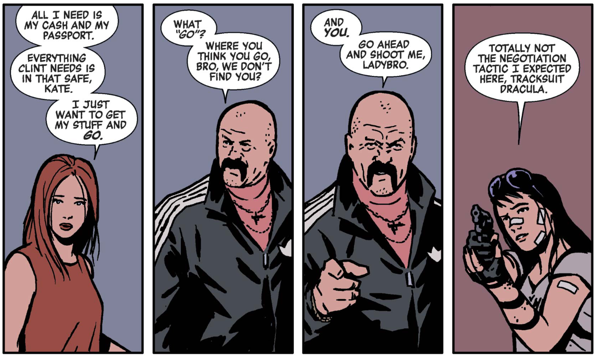 ALL I NEED IS
MY CASH AND MY
PASSPORT.
EVERYTHING
CLINT NEEDS IS
IN THAT SAFE,
KATE.
I JUST
WANT TO GET
MY STUFF AND
GO.
WHAT
"GO"?
WHERE YOU
THINK YOU GO,
BRO, WE DON'T
FIND YOU?
AND
YOU.
GO AHEAD
AND SHOOT ME,
LADYBRO.
TOTALLY NOT
THE NEGOTIATION
TACTIC I EXPECTED
HERE, TRACKSUIT
DRACULA.